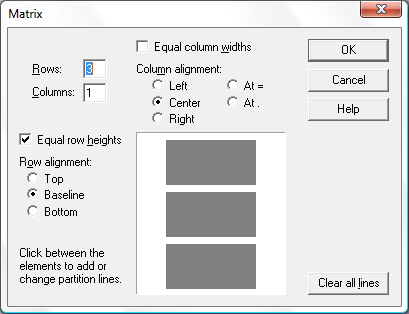 Matrix
Equal column widths
OK
Rows: 3
Column alignment:
Columns: 1
Left
At =
Cancel
Center
At .
Right
Help
Equal row heights
Row alignment:
Top
Baseline
Bottom
Click between the
elements to add or
change partition lines.
Clear all lines